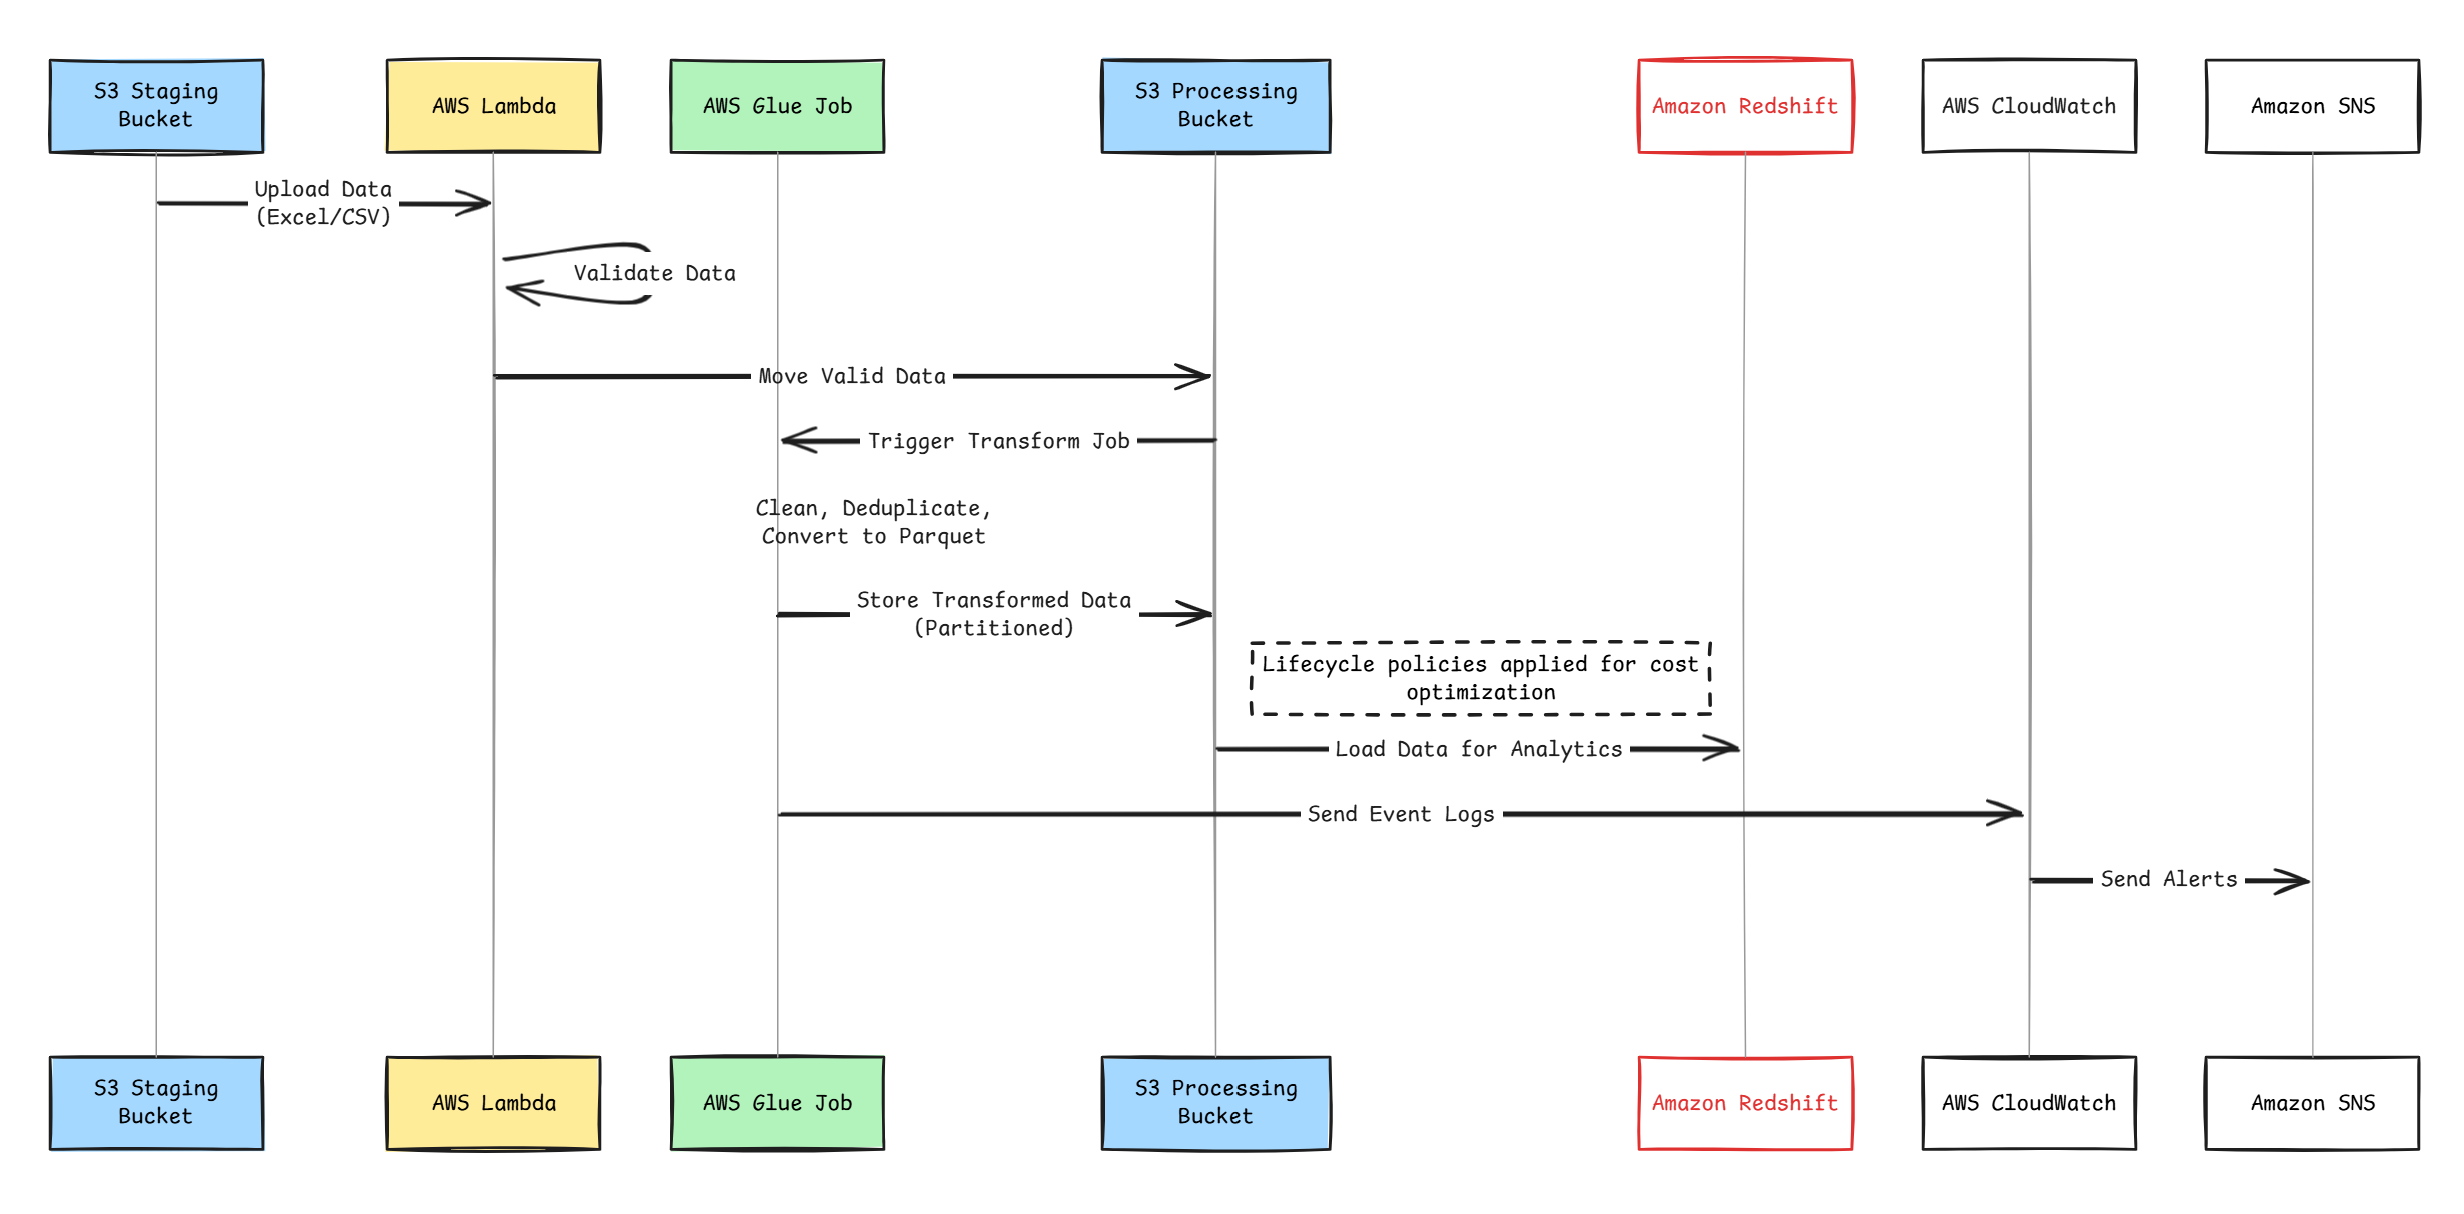 S3 Staging
Bucket
AWS Lambda
AWS Glue Job
S3 Processing
Bucket
Amazon Redshift
AWS CloudWatch
Amazon SNS
Upload Data
(Excel/CSV)
Validate Data
Move Valid Data
Trigger Transform Job
Clean, Deduplicate,
Convert to Parquet
Store Transformed Data
(Partitioned)
Lifecycle policies applied for cost
optimization
Load Data for Analytics
Send Event Logs
Send Alerts
S3 Staging
Bucket
AWS Lambda
AWS Glue Job
S3 Processing
Bucket
Amazon Redshift
AWS CloudWatch
Amazon SNS